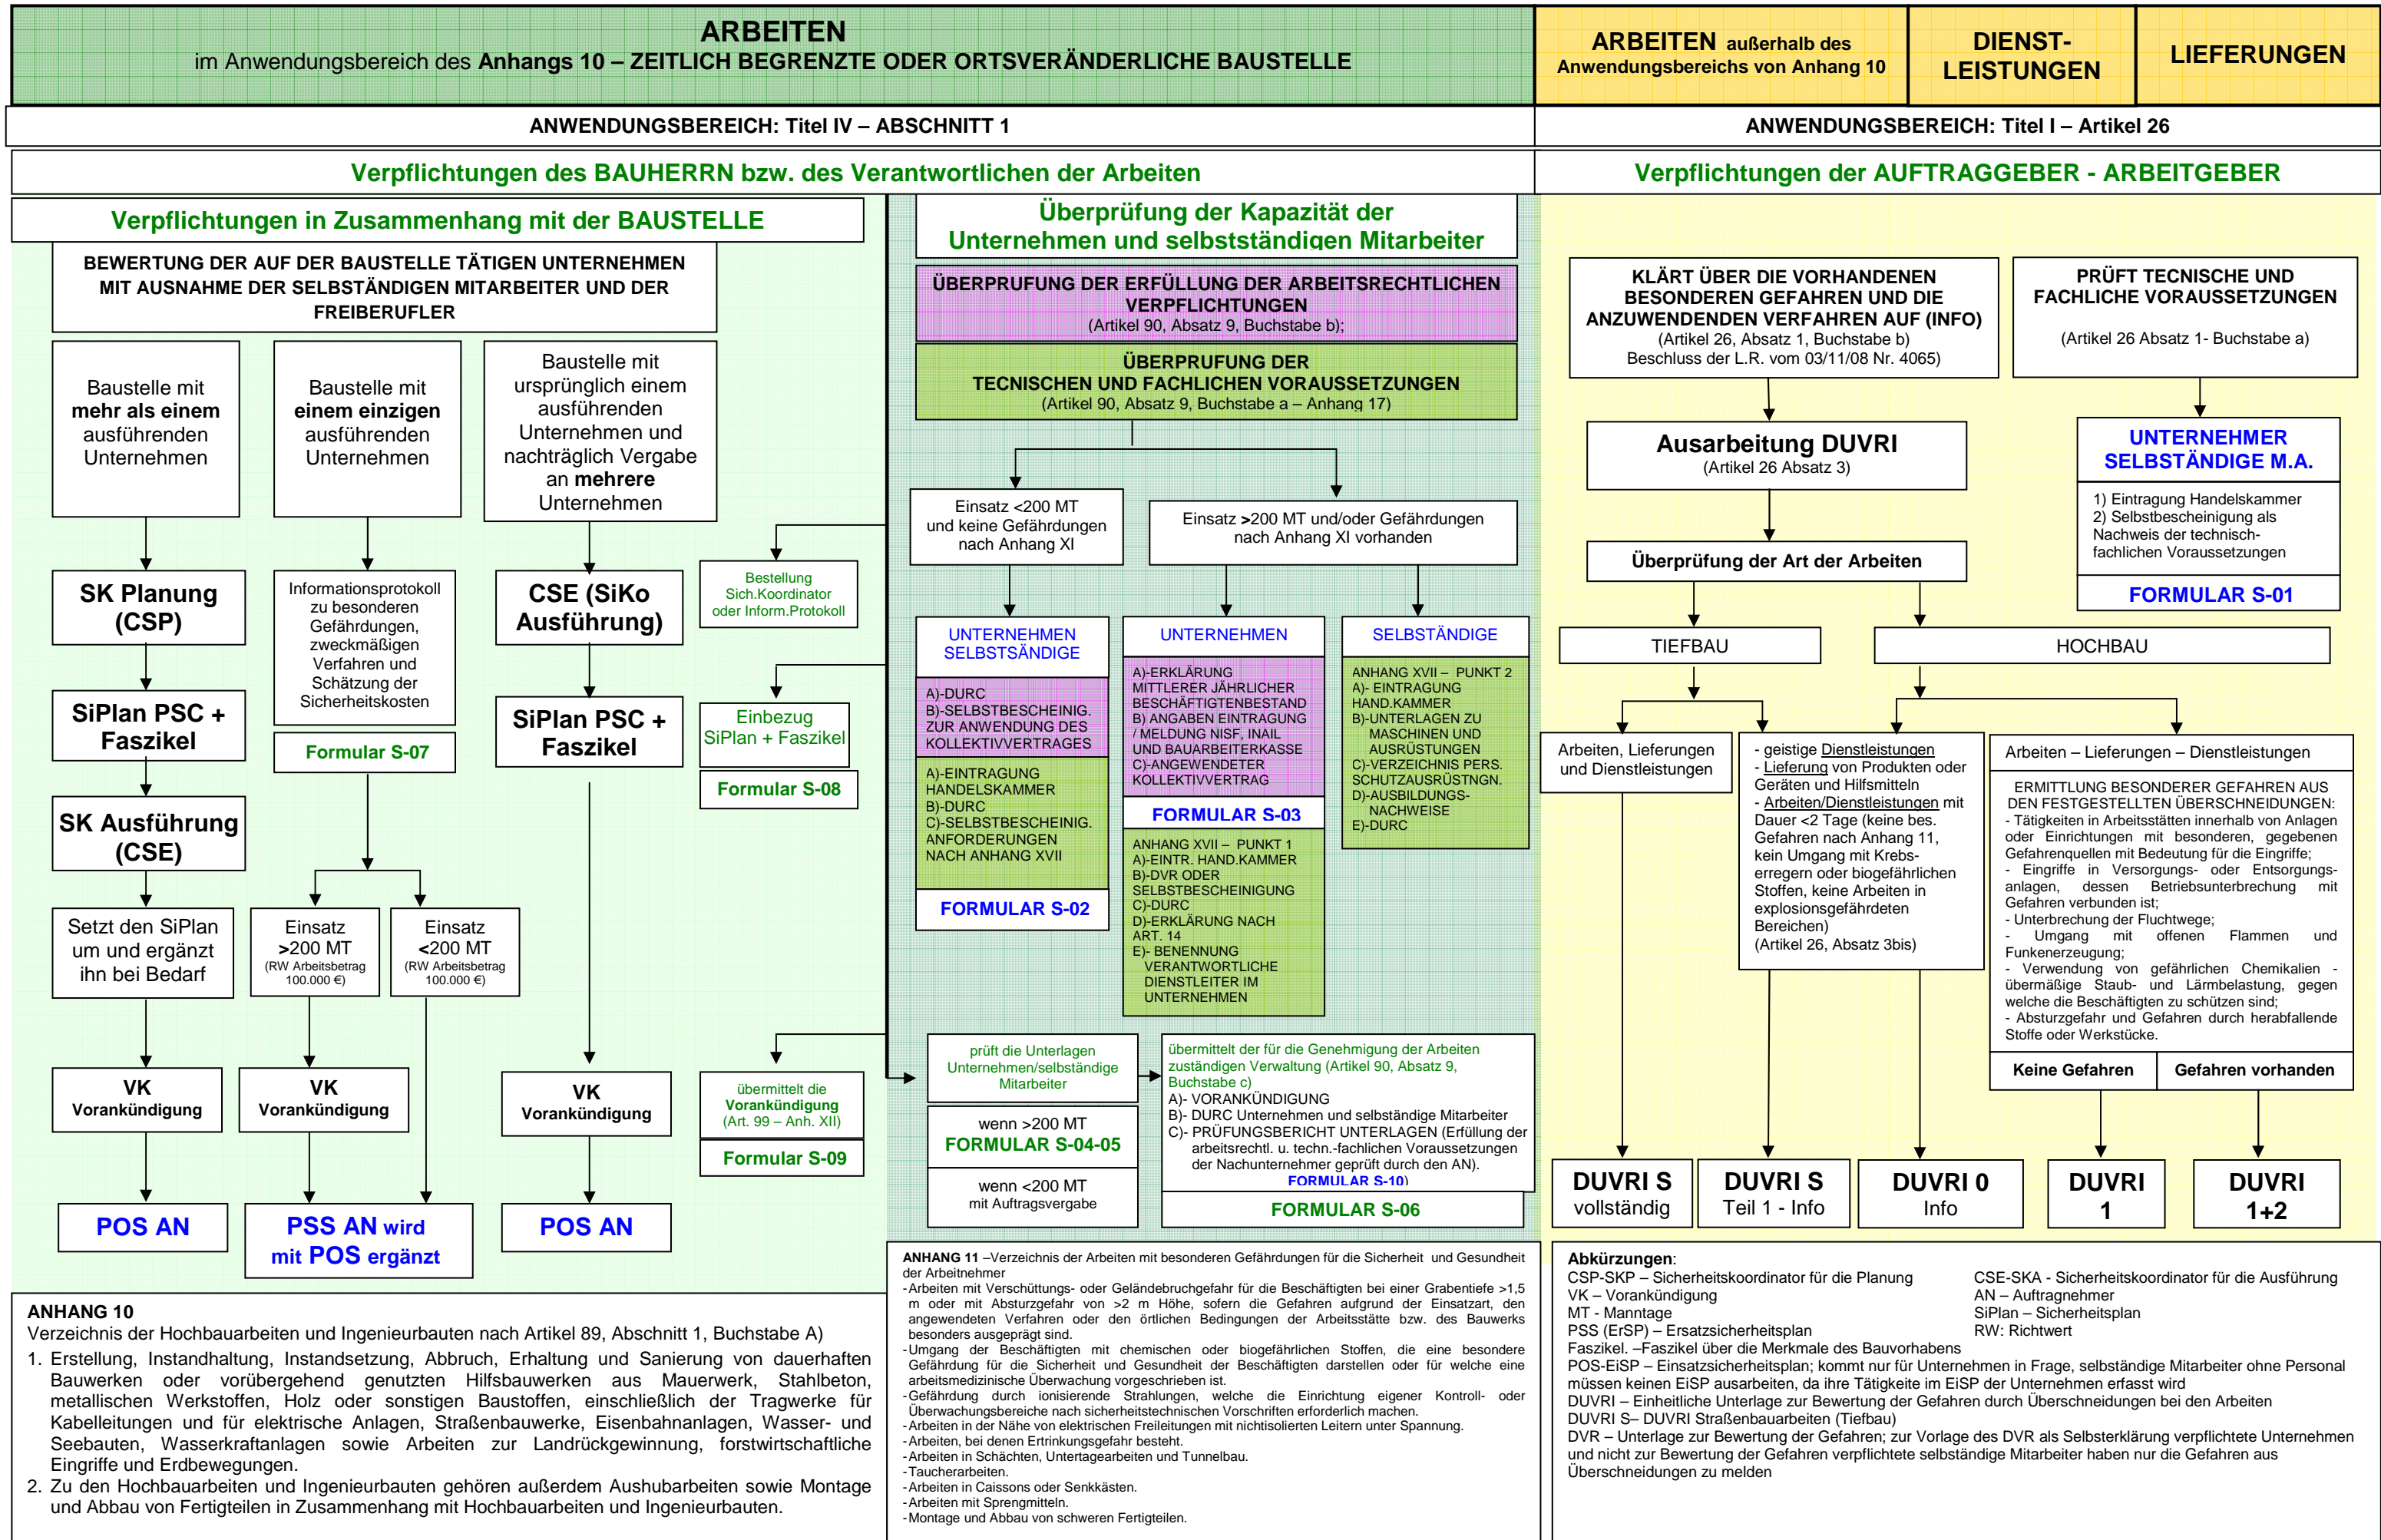 ARBEITEN
im Anwendungsbereich des Anhangs 10 – ZEITLICH BEGRENZTE ODER ORTSVERÄNDERLICHE BAUSTELLE
ARBEITEN außerhalb des
Anwendungsbereichs von Anhang 10
DIENST-
LEISTUNGEN
LIEFERUNGEN
ANWENDUNGSBEREICH: Titel IV – ABSCHNITT 1
ANWENDUNGSBEREICH: Titel I – Artikel 26
Verpflichtungen des BAUHERRN bzw. des Verantwortlichen der Arbeiten
Verpflichtungen der AUFTRAGGEBER - ARBEITGEBER
Verpflichtungen in Zusammenhang mit der BAUSTELLE
BEWERTUNG DER AUF DER BAUSTELLE TÄTIGEN UNTERNEHMEN
MIT AUSNAHME DER SELBSTÄNDIGEN MITARBEITER UND DER
FREIBERUFLER
Baustelle mit
mehr als einem
ausführenden
Unternehmen
SK Planung
(CSP)
SiPlan PSC +
Faszikel
SK Ausführung
(CSE)
Setzt den SiPlan
um und ergänzt
ihn bei Bedarf
VK
Vorankündigung
POS AN
Baustelle mit
einem einzigen
ausführenden
Unternehmen
Informationsprotokoll
zu besonderen
Gefährdungen,
zweckmäßigen
Verfahren und
Schätzung der
Sicherheitskosten
Formular S-07
Einsatz
>200 MT
(RW Arbeitsbetrag
100.000 €)
Einsatz
<200 MT
(RW Arbeitsbetrag
100.000 €)
VK
Vorankündigung
PSS AN wird
mit POS ergänzt
Baustelle mit
ursprünglich einem
ausführenden
Unternehmen und
nachträglich Vergabe
an mehrere
Unternehmen
CSE (SiKo
Ausführung)
SiPlan PSC +
Faszikel
VK
Vorankündigung
POS AN
Bestellung
Sich.Koordinator
oder Inform.Protokoll
Einbezug
SiPlan + Faszikel
Formular S-08
übermittelt die
Vorankündigung
(Art. 99 – Anh. XII)
Formular S-09
Überprüfung der Kapazität der
Unternehmen und selbstständigen Mitarbeiter
ÜBERPRUFUNG DER ERFÜLLUNG DER ARBEITSRECHTLICHEN
VERPFLICHTUNGEN
(Artikel 90, Absatz 9, Buchstabe b);
ÜBERPRUFUNG DER
TECNISCHEN UND FACHLICHEN VORAUSSETZUNGEN
(Artikel 90, Absatz 9, Buchstabe a – Anhang 17)
Einsatz <200 MT
und keine Gefährdungen
nach Anhang XI
Einsatz >200 MT und/oder Gefährdungen
nach Anhang XI vorhanden
UNTERNEHMEN
SELBSTSÄNDIGE
A)-DURC
B)-SELBSTBESCHEINIG.
ZUR ANWENDUNG DES
KOLLEKTIVVERTRAGES
A)-EINTRAGUNG
HANDELSKAMMER
B)-DURC
C)-SELBSTBESCHEINIG.
ANFORDERUNGEN
NACH ANHANG XVII
FORMULAR S-02
UNTERNEHMEN
A)-ERKLÄRUNG
MITTLERER JÄHRLICHER
BESCHÄFTIGTENBESTAND
B) ANGABEN EINTRAGUNG
/ MELDUNG NISF, INAIL
UND BAUARBEITERKASSE
C)-ANGEWENDETER
KOLLEKTIVVERTRAG
FORMULAR S-03
ANHANG XVII – PUNKT 1
A)-EINTR. HAND.KAMMER
B)-DVR ODER
SELBSTBESCHEINIGUNG
C)-DURC
D)-ERKLÄRUNG NACH
ART. 14
E)- BENENNUNG
VERANTWORTLICHE
DIENSTLEITER IM
UNTERNEHMEN
SELBSTÄNDIGE
ANHANG XVII – PUNKT 2
A)- EINTRAGUNG
HAND.KAMMER
B)-UNTERLAGEN ZU
MASCHINEN UND
AUSRÜSTUNGEN
C)-VERZEICHNIS PERS.
SCHUTZAUSRÜSTNGN.
D)-AUSBILDUNGS-
NACHWEISE
E)-DURC
prüft die Unterlagen
Unternehmen/selbständige
Mitarbeiter
wenn >200 MT
FORMULAR S-04-05
wenn <200 MT
mit Auftragsvergabe
übermittelt der für die Genehmigung der Arbeiten
zuständigen Verwaltung (Artikel 90, Absatz 9,
Buchstabe c)
A)- VORANKÜNDIGUNG
B)- DURC Unternehmen und selbständige Mitarbeiter
C)- PRÜFUNGSBERICHT UNTERLAGEN (Erfüllung der
arbeitsrechtl. u. techn.-fachlichen Voraussetzungen
der Nachunternehmer geprüft durch den AN).
FORMULAR S-10)
FORMULAR S-06
KLÄRT ÜBER DIE VORHANDENEN
BESONDEREN GEFAHREN UND DIE
ANZUWENDENDEN VERFAHREN AUF (INFO)
(Artikel 26, Absatz 1, Buchstabe b)
Beschluss der L.R. vom 03/11/08 Nr. 4065)
PRÜFT TECNISCHE UND
FACHLICHE VORAUSSETZUNGEN
(Artikel 26 Absatz 1- Buchstabe a)
Ausarbeitung DUVRI
(Artikel 26 Absatz 3)
UNTERNEHMER
SELBSTÄNDIGE M.A.
1) Eintragung Handelskammer
2) Selbstbescheinigung als
Nachweis der technisch-
fachlichen Voraussetzungen
FORMULAR S-01
Überprüfung der Art der Arbeiten
TIEFBAU
HOCHBAU
Arbeiten, Lieferungen
und Dienstleistungen
- geistige Dienstleistungen
- Lieferung von Produkten oder
Geräten und Hilfsmitteln
- Arbeiten/Dienstleistungen mit
Dauer <2 Tage (keine bes.
Gefahren nach Anhang 11,
kein Umgang mit Krebs-
erregern oder biogefährlichen
Stoffen, keine Arbeiten in
explosionsgefährdeten
Bereichen)
(Artikel 26, Absatz 3bis)
Arbeiten – Lieferungen – Dienstleistungen
ERMITTLUNG BESONDERER GEFAHREN AUS
DEN FESTGESTELLTEN ÜBERSCHNEIDUNGEN:
- Tätigkeiten in Arbeitsstätten innerhalb von Anlagen
oder Einrichtungen mit besonderen, gegebenen
Gefahrenquellen mit Bedeutung für die Eingriffe;
- Eingriffe in Versorgungs- oder Entsorgungs-
anlagen, dessen Betriebsunterbrechung mit
Gefahren verbunden ist;
- Unterbrechung der Fluchtwege;
- Umgang mit offenen Flammen und
Funkenerzeugung;
- Verwendung von gefährlichen Chemikalien -
übermäßige Staub- und Lärmbelastung, gegen
welche die Beschäftigten zu schützen sind;
- Absturzgefahr und Gefahren durch herabfallende
Stoffe oder Werkstücke.
Keine Gefahren
Gefahren vorhanden
DUVRI S
vollständig
DUVRI S
Teil 1 - Info
DUVRI 0
Info
DUVRI
1
DUVRI
1+2
ANHANG 10
Verzeichnis der Hochbauarbeiten und Ingenieurbauten nach Artikel 89, Abschnitt 1, Buchstabe A)
1. Erstellung, Instandhaltung, Instandsetzung, Abbruch, Erhaltung und Sanierung von dauerhaften
Bauwerken oder vorübergehend genutzten Hilfsbauwerken aus Mauerwerk, Stahlbeton,
metallischen Werkstoffen, Holz oder sonstigen Baustoffen, einschließlich der Tragwerke für
Kabelleitungen und für elektrische Anlagen, Straßenbauwerke, Eisenbahnanlagen, Wasser- und
Seebauten, Wasserkraftanlagen sowie Arbeiten zur Landrückgewinnung, forstwirtschaftliche
Eingriffe und Erdbewegungen.
2. Zu den Hochbauarbeiten und Ingenieurbauten gehören außerdem Aushubarbeiten sowie Montage
und Abbau von Fertigteilen in Zusammenhang mit Hochbauarbeiten und Ingenieurbauten.
ANHANG 11 –Verzeichnis der Arbeiten mit besonderen Gefährdungen für die Sicherheit und Gesundheit
der Arbeitnehmer
-Arbeiten mit Verschüttungs- oder Geländebruchgefahr für die Beschäftigten bei einer Grabentiefe >1,5
m oder mit Absturzgefahr von >2 m Höhe, sofern die Gefahren aufgrund der Einsatzart, den
angewendeten Verfahren oder den örtlichen Bedingungen der Arbeitsstätte bzw. des Bauwerks
besonders ausgeprägt sind.
-Umgang der Beschäftigten mit chemischen oder biogefährlichen Stoffen, die eine besondere
Gefährdung für die Sicherheit und Gesundheit der Beschäftigten darstellen oder für welche eine
arbeitsmedizinische Überwachung vorgeschrieben ist.
-Gefährdung durch ionisierende Strahlungen, welche die Einrichtung eigener Kontroll- oder
Überwachungsbereiche nach sicherheitstechnischen Vorschriften erforderlich machen.
-Arbeiten in der Nähe von elektrischen Freileitungen mit nichtisolierten Leitern unter Spannung.
-Arbeiten, bei denen Ertrinkungsgefahr besteht.
-Arbeiten in Schächten, Untertagearbeiten und Tunnelbau.
-Taucherarbeiten.
-Arbeiten in Caissons oder Senkkästen.
-Arbeiten mit Sprengmitteln.
-Montage und Abbau von schweren Fertigteilen.
Abkürzungen:
CSP-SKP – Sicherheitskoordinator für die Planung
CSE-SKA - Sicherheitskoordinator für die Ausführung
VK – Vorankündigung
AN – Auftragnehmer
MT - Manntage
SiPlan – Sicherheitsplan
PSS (ErSP) – Ersatzsicherheitsplan
RW: Richtwert
Faszikel. –Faszikel über die Merkmale des Bauvorhabens
POS-EiSP – Einsatzsicherheitsplan; kommt nur für Unternehmen in Frage, selbständige Mitarbeiter ohne Personal
müssen keinen EiSP ausarbeiten, da ihre Tätigkeite im EiSP der Unternehmen erfasst wird
DUVRI – Einheitliche Unterlage zur Bewertung der Gefahren durch Überschneidungen bei den Arbeiten
DUVRI S– DUVRI Straßenbauarbeiten (Tiefbau)
DVR – Unterlage zur Bewertung der Gefahren; zur Vorlage des DVR als Selbsterklärung verpflichtete Unternehmen
und nicht zur Bewertung der Gefahren verpflichtete selbständige Mitarbeiter haben nur die Gefahren aus
Überschneidungen zu melden